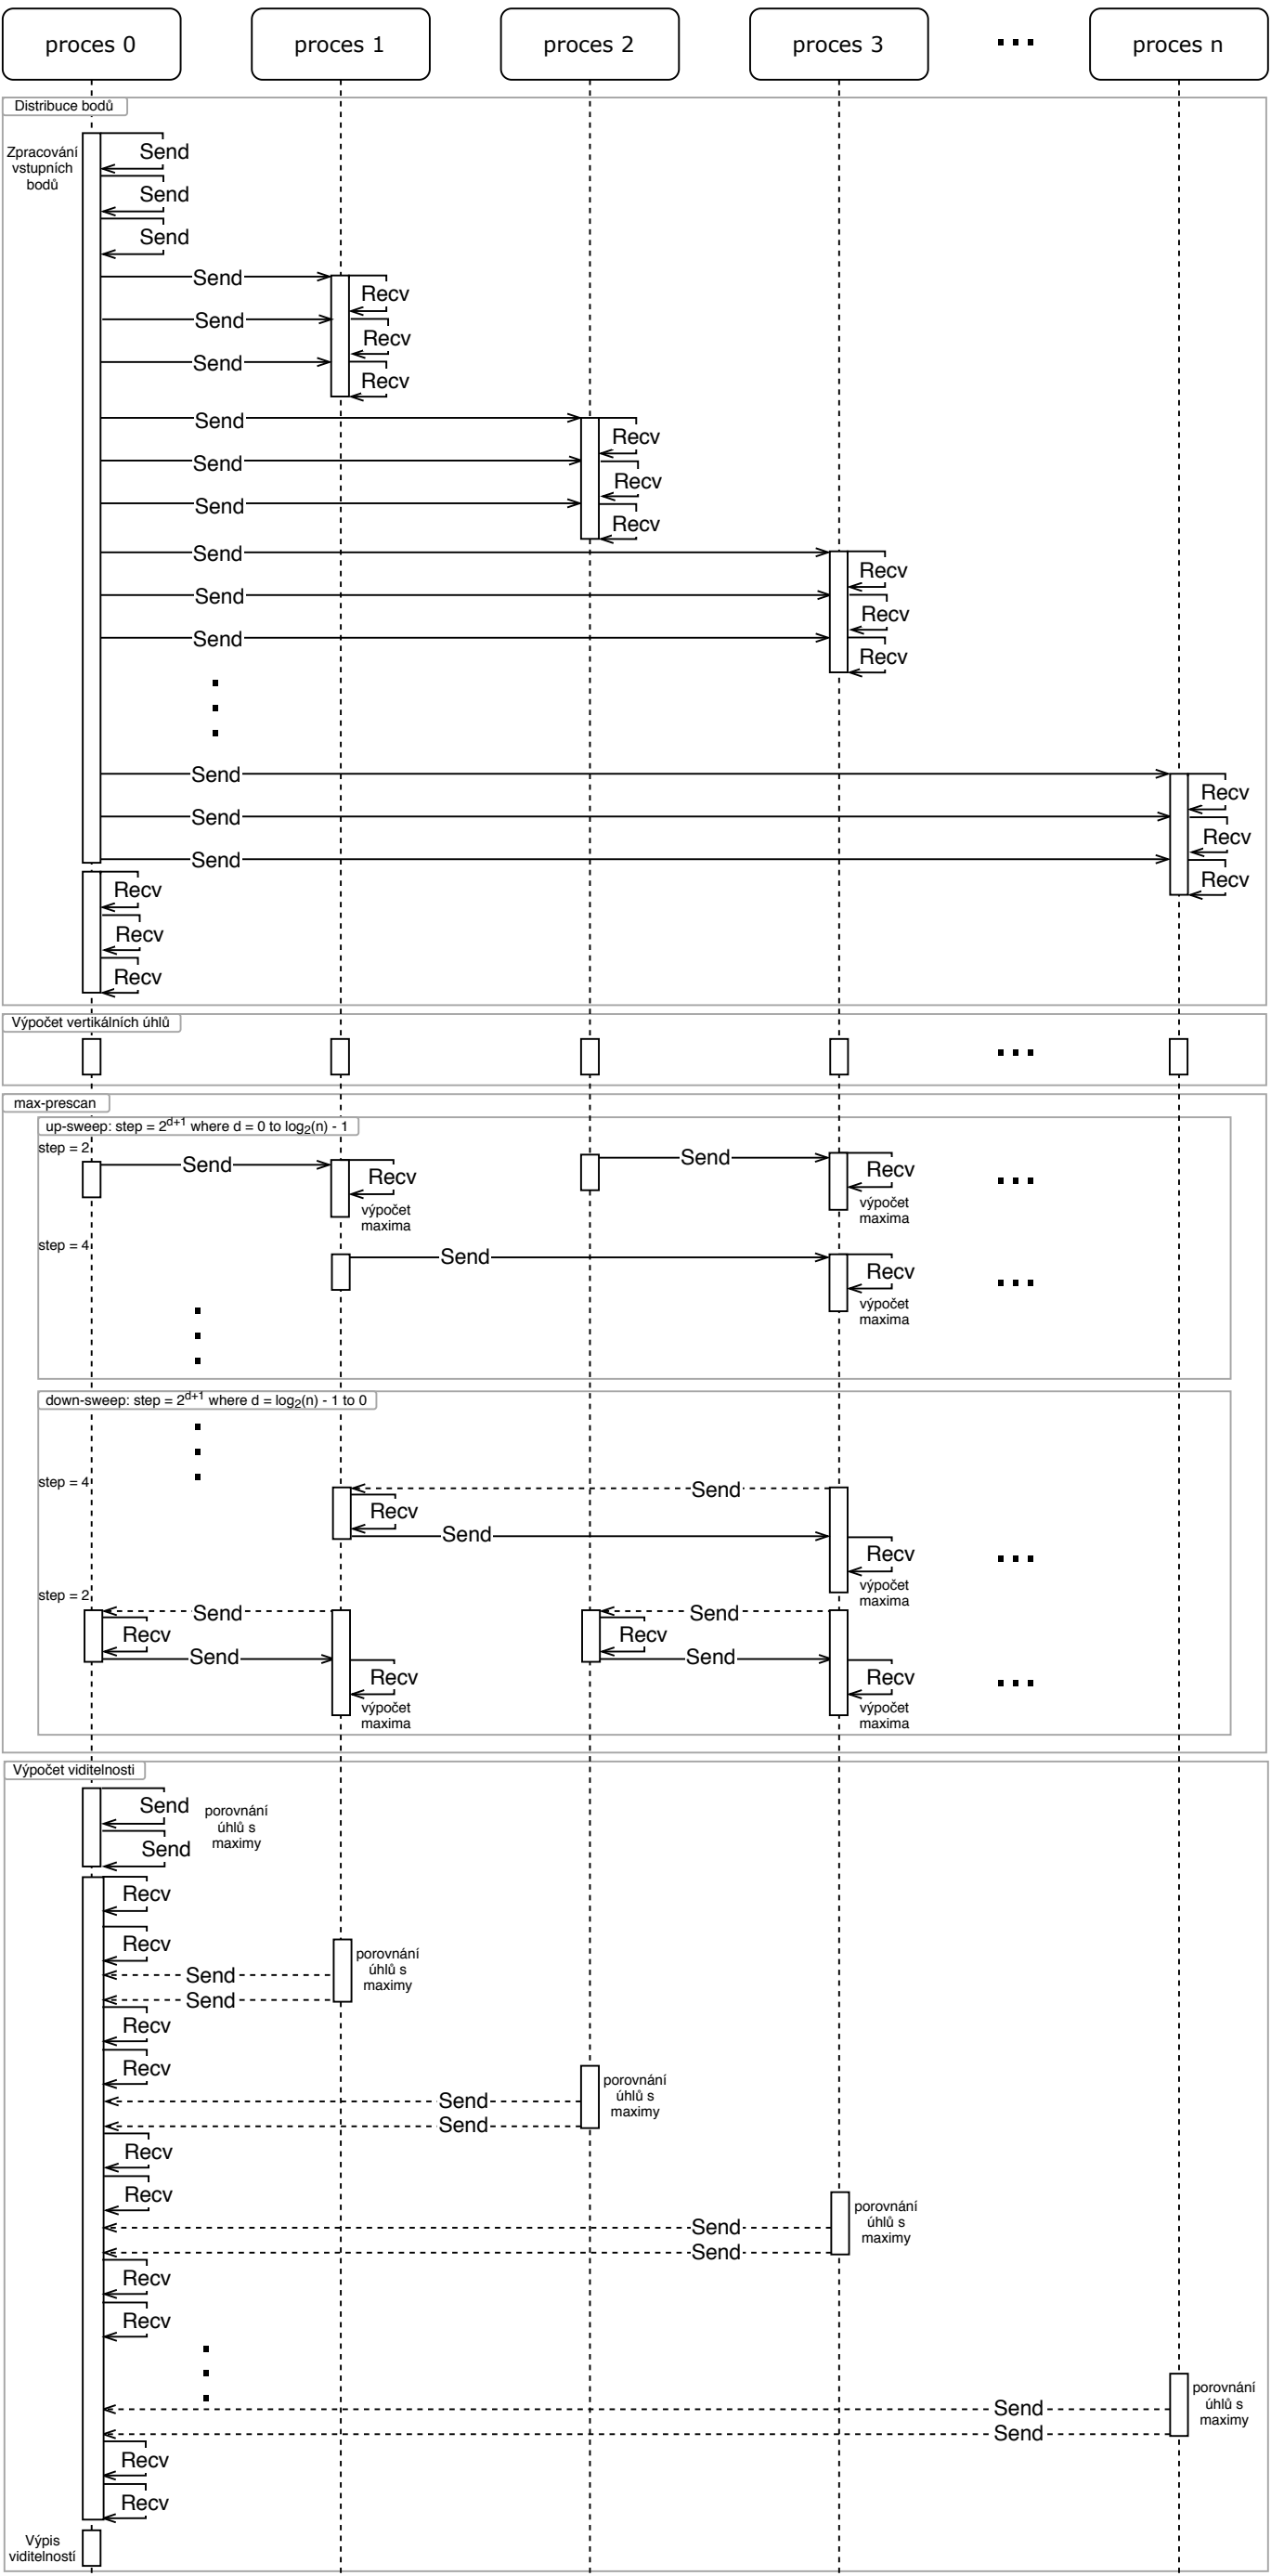 proces 0 proces 1 proces 2 proces 3 ... proces n
Distribuce bodů
Zpracování
vstupních
bodů
Send
Send
Send
Send
Recv
Send
Recv
Send
Recv
Send
Recv
Send
Recv
Send
Recv
Send
Recv
Send
Recv
Send
Recv
Send
Recv
Send
Recv
Send
Recv
Recv
Recv
Recv
Výpočet vertikálních úhlů
...
max-prescan
up-sweep: step = 2^d+1 where d = 0 to log₂(n) - 1
step = 2
Send
Recv
výpočet
maxima
Send
Recv
výpočet
maxima
...
step = 4
Send
Recv
výpočet
maxima
...
down-sweep: step = 2^d+1 where d = log₂(n) - 1 to 0
step = 4
Send
Recv
Send
Recv
výpočet
maxima
...
step = 2
Send
Recv
Send
Recv
výpočet
maxima
Send
Recv
Send
Recv
výpočet
maxima
...
Výpočet viditelnosti
Send
Send
porovnání
úhlů s
maximy
Recv
Recv
porovnání
úhlů s
maximy
Send
Send
Recv
Recv
porovnání
úhlů s
maximy
Send
Send
Recv
Recv
porovnání
úhlů s
maximy
Send
Send
Recv
Recv
porovnání
úhlů s
maximy
Send
Send
Recv
Recv
Výpis
viditelností